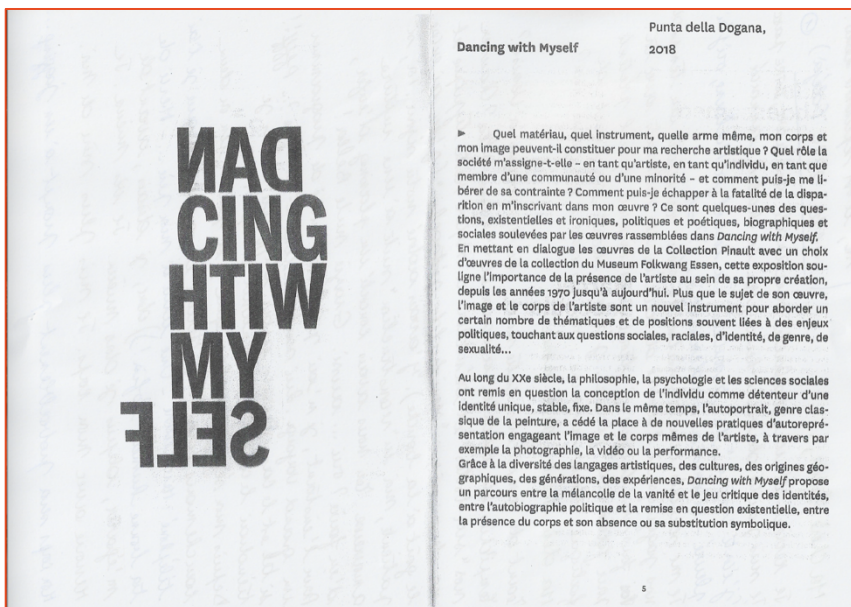 DAN
CING
WITH
MY
SELF
Punta della Dogana,
Dancing with Myself 2018
► Quel matériau, quel instrument, quelle arme même, mon corps et
mon image peuvent-il constituer pour ma recherche artistique ? Quel rôle la
société m'assigne-t-elle – en tant qu'artiste, en tant qu'individu, en tant que
membre d'une communauté ou d'une minorité – et comment puis-je me li-
bérer de sa contrainte ? Comment puis-je échapper à la fatalité de la dispa-
rition en m'inscrivant dans mon œuvre ? Ce sont quelques-unes des ques-
tions, existentielles et ironiques, politiques et poétiques, biographiques et
sociales soulevées par les œuvres rassemblées dans Dancing with Myself.
En mettant en dialogue les œuvres de la Collection Pinault avec un choix
d'œuvres de la collection du Museum Folkwang Essen, cette exposition sou-
ligne l'importance de la présence de l'artiste au sein de sa propre création,
depuis les années 1970 jusqu'à aujourd'hui. Plus que le sujet de son œuvre,
l'image et le corps de l'artiste sont un nouvel instrument pour aborder un
certain nombre de thématiques et de positions souvent liées à des enjeux
politiques, touchant aux questions sociales, raciales, d'identité, de genre, de
sexualité...
Au long du XXe siècle, la philosophie, la psychologie et les sciences sociales
ont remis en question la conception de l'individu comme détenteur d'une
identité unique, stable, fixe. Dans le même temps, l'autoportrait, genre clas-
sique de la peinture, a cédé la place à de nouvelles pratiques d'autorepré-
sentation engageant l'image et le corps mêmes de l'artiste, à travers par
exemple la photographie, la vidéo ou la performance.
Grâce à la diversité des langages artistiques, des cultures, des origines géo-
graphiques, des générations, des expériences, Dancing with Myself propose
un parcours entre la mélancolie de la vanité et le jeu critique des identités,
entre l'autobiographie politique et la remise en question existentielle, entre
la présence du corps et son absence ou sa substitution symbolique.
5